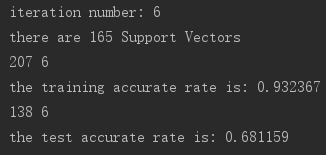 iteration number: 6
there are 165 Support Vectors
207 6
the training accurate rate is: 0.932367
138 6
the test accurate rate is: 0.681159